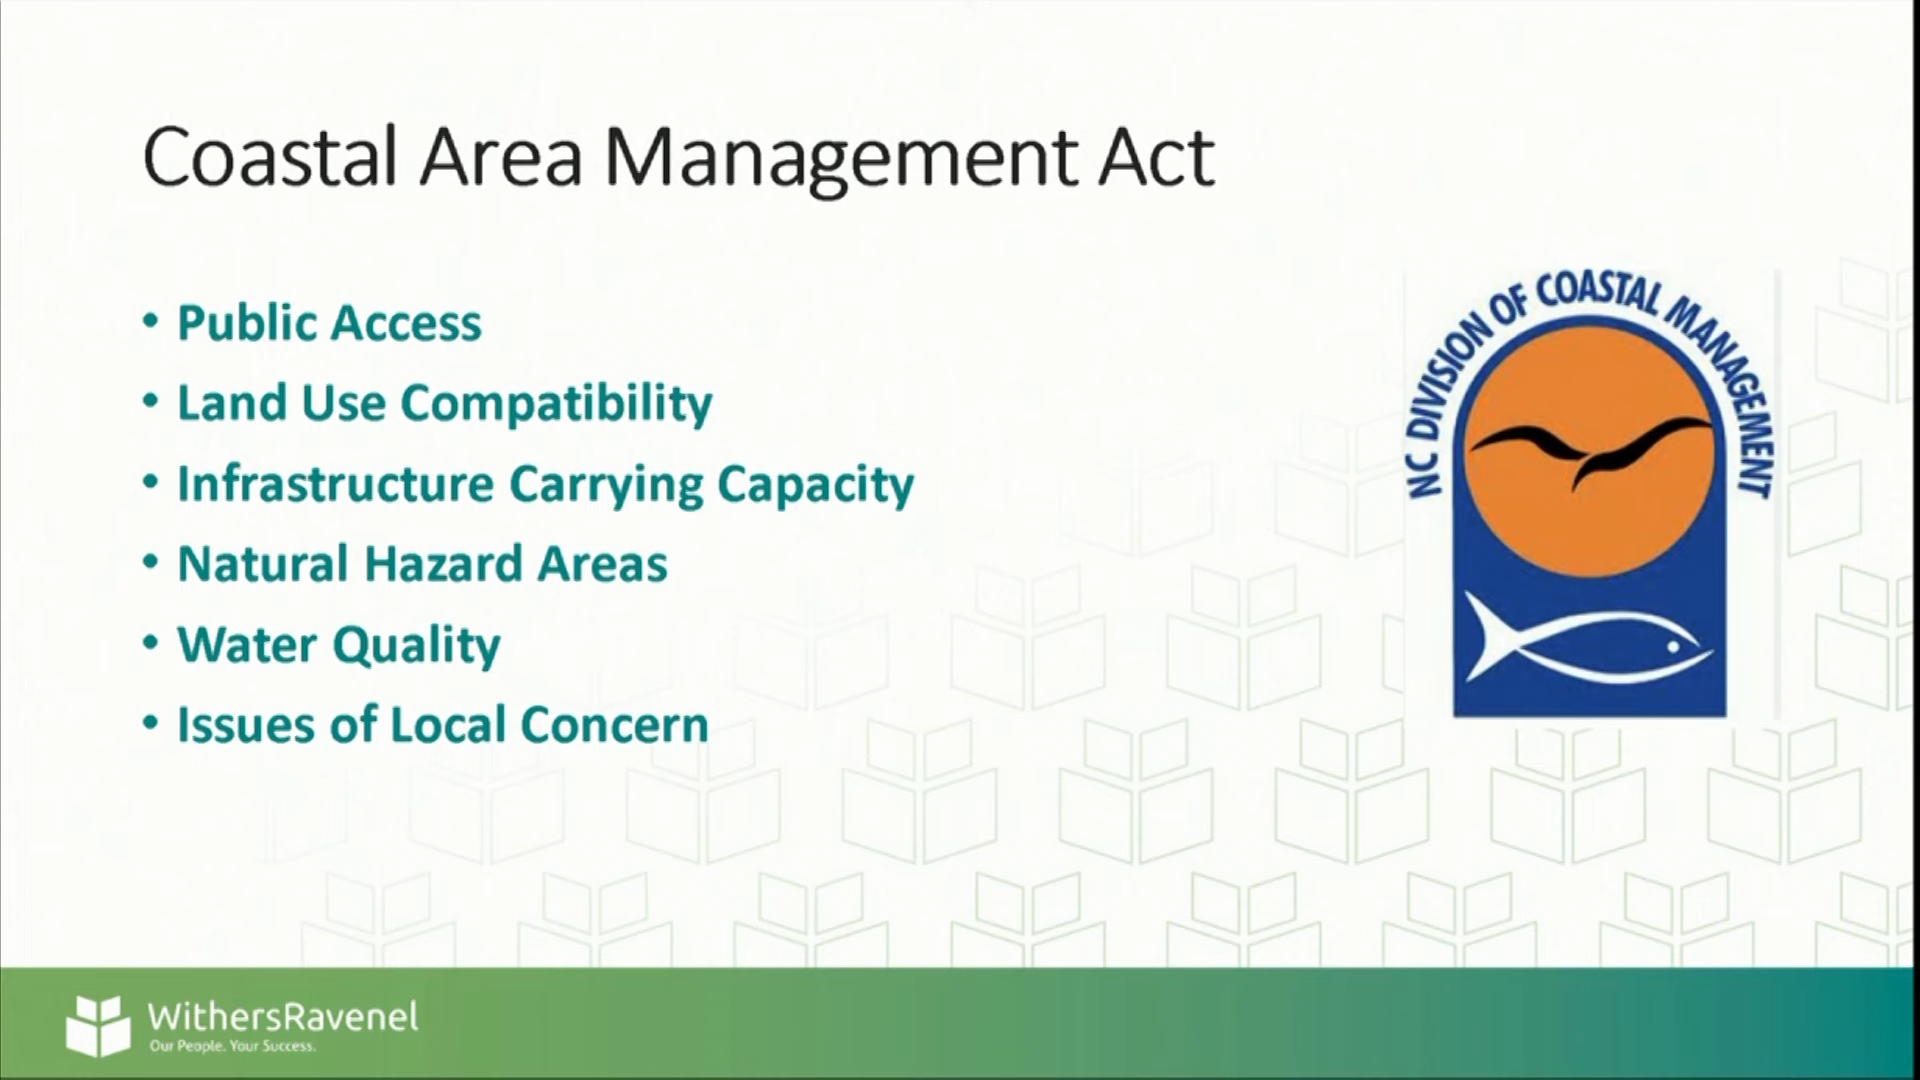 Coastal Area Management Act
• Public Access
• Land Use Compatibility
• Infrastructure Carrying Capacity
• Natural Hazard Areas
• Water Quality
• Issues of Local Concern
NC DIVISION OF COASTAL MANAGEMENT
WithersRavenel
Our People. Your Success.